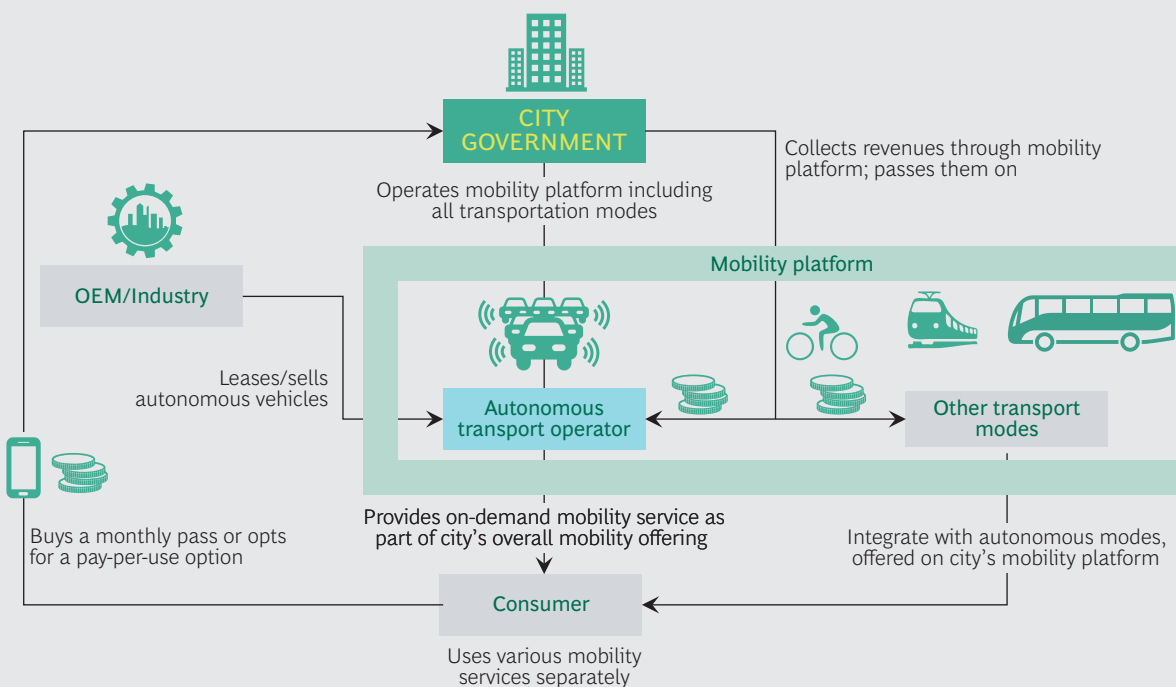 CITY
GOVERNMENT
Collects revenues through mobility
platform; passes them on
Operates mobility platform including
all transportation modes
Mobility platform
OEM/Industry
Leases/sells
autonomous vehicles
Autonomous
transport operator
Other transport
modes
Buys a monthly pass or opts
for a pay-per-use option
Provides on-demand mobility service as
part of city’s overall mobility offering
Integrate with autonomous modes,
offered on city’s mobility platform
Consumer
Uses various mobility
services separately